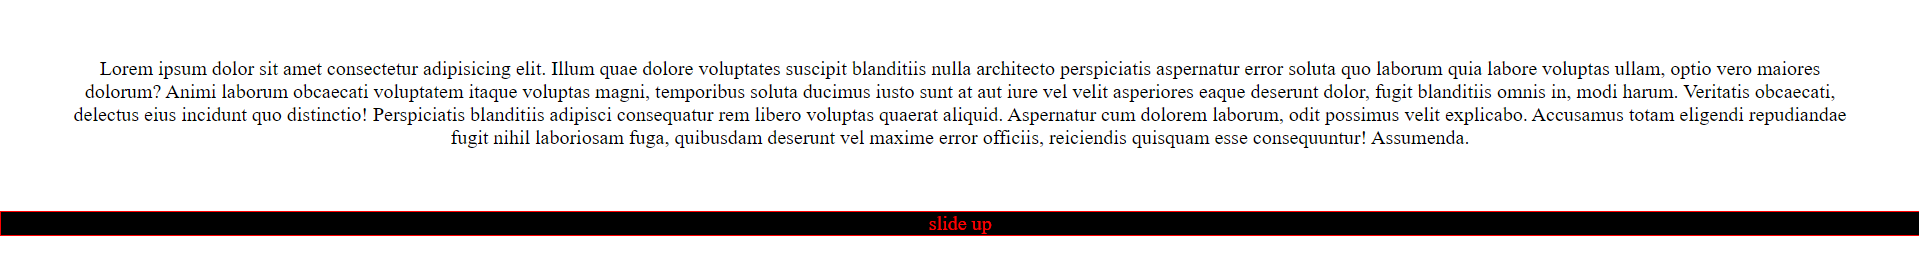 Lorem ipsum dolor sit amet consectetur adipisicing elit. Illum quae dolore voluptates suscipit blanditiis nulla architecto perspiciatis aspernatur error soluta quo laborum quia labore voluptas ullam, optio vero maiores
dolorum? Animi laborum obcaecati voluptatem itaque voluptas magni, temporibus soluta ducimus iusto sunt at aut iure vel velit asperiores eaque deserunt dolor, fugit blanditiis omnis in, modi harum. Veritatis obcaecati,
delectus eius incidunt quo distinctio! Perspiciatis blanditiis adipisci consequatur rem libero voluptas quaerat aliquid. Aspernatur cum dolorem laborum, odit possimus velit explicabo. Accusamus totam eligendi repudiandae
fugit nihil laboriosam fuga, quibusdam deserunt vel maxime error officiis, reiciendis quisquam esse consequuntur! Assumenda.
slide up